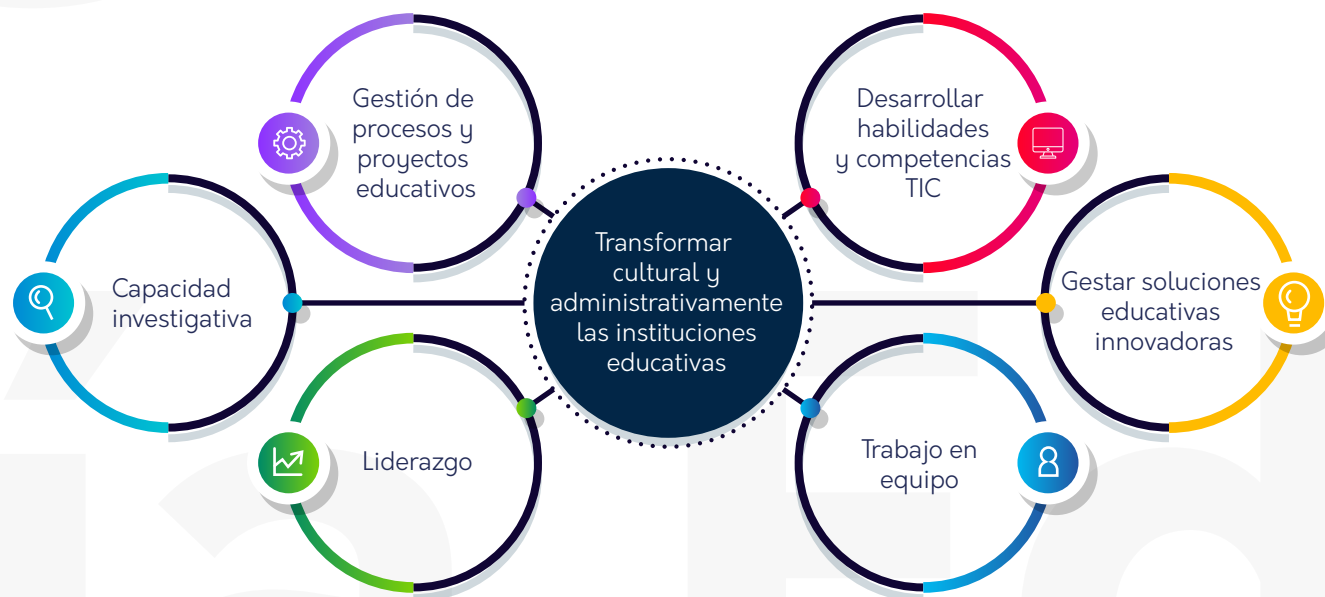 Gestión de
procesos y
proyectos
educativos
Desarrollar
habilidades
y competencias
TIC
Capacidad
investigativa
Transformar
cultural y
administrativamente
las instituciones
educativas
Gestar soluciones
educativas
innovadoras
Liderazgo
Trabajo en
equipo